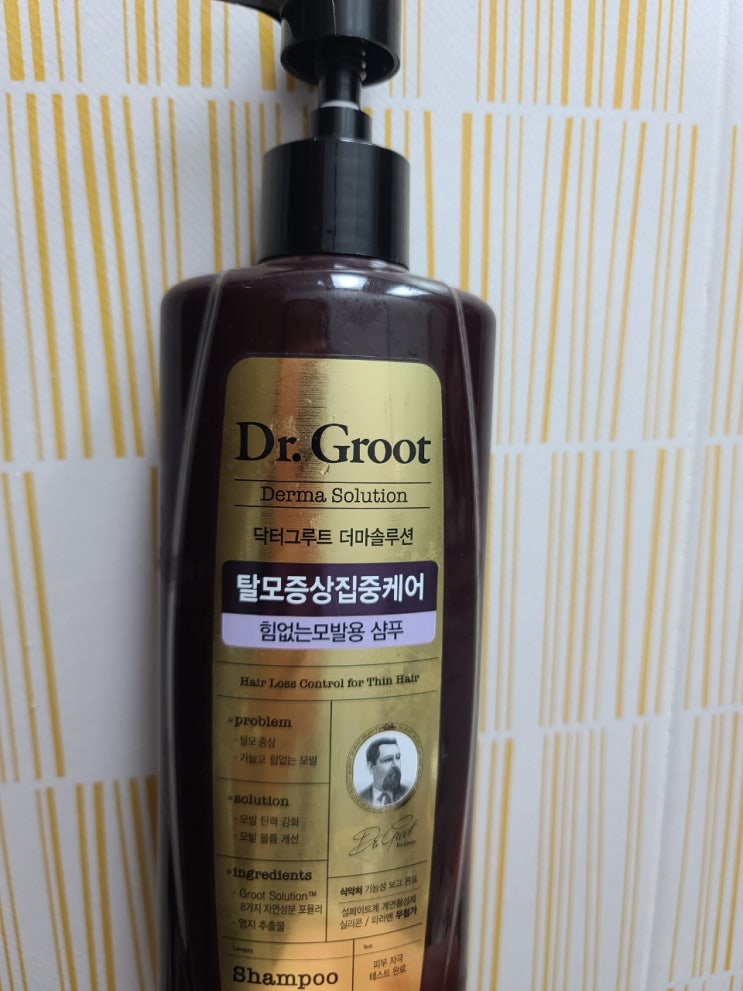 Dr. Groot
Derma Solution
닥터그루트 더마솔루션
탈모증상집중케어
힘없는모발용 샴푸
Hair Loss Control for Thin Hair
problem
- 탈모 증상
- 가늘고 힘없는 모발
solution
- 모발 탄력 강화
- 모발 볼륨 개선
ingredients
- Groot Solution™
8가지 자연성분 포뮬러
- 명지 추출물
Dr. Groot
식약처 기능성 보고 완료
설페이트계 계면활성제
실리콘 / 파라벤 무첨가
Category
Shampoo
Test
피부 자극
테스트 완료